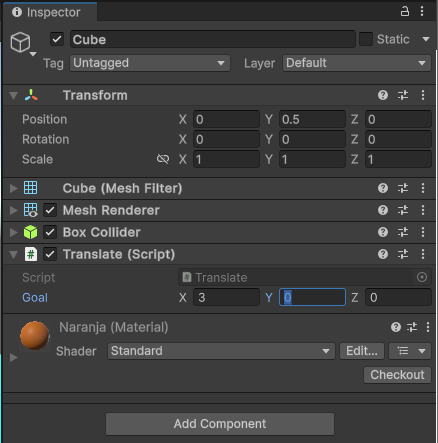 Inspector
Cube Static
Tag Untagged Layer Default
Transform
Position X 0 Y 0.5 Z 0
Rotation X 0 Y 0 Z 0
Scale X 1 Y 1 Z 1
Cube (Mesh Filter)
Mesh Renderer
Box Collider
# Translate (Script)
Script # Translate
Goal X 3 Y 0 Z 0
Naranja (Material)
Shader Standard Edit...
Checkout
Add Component